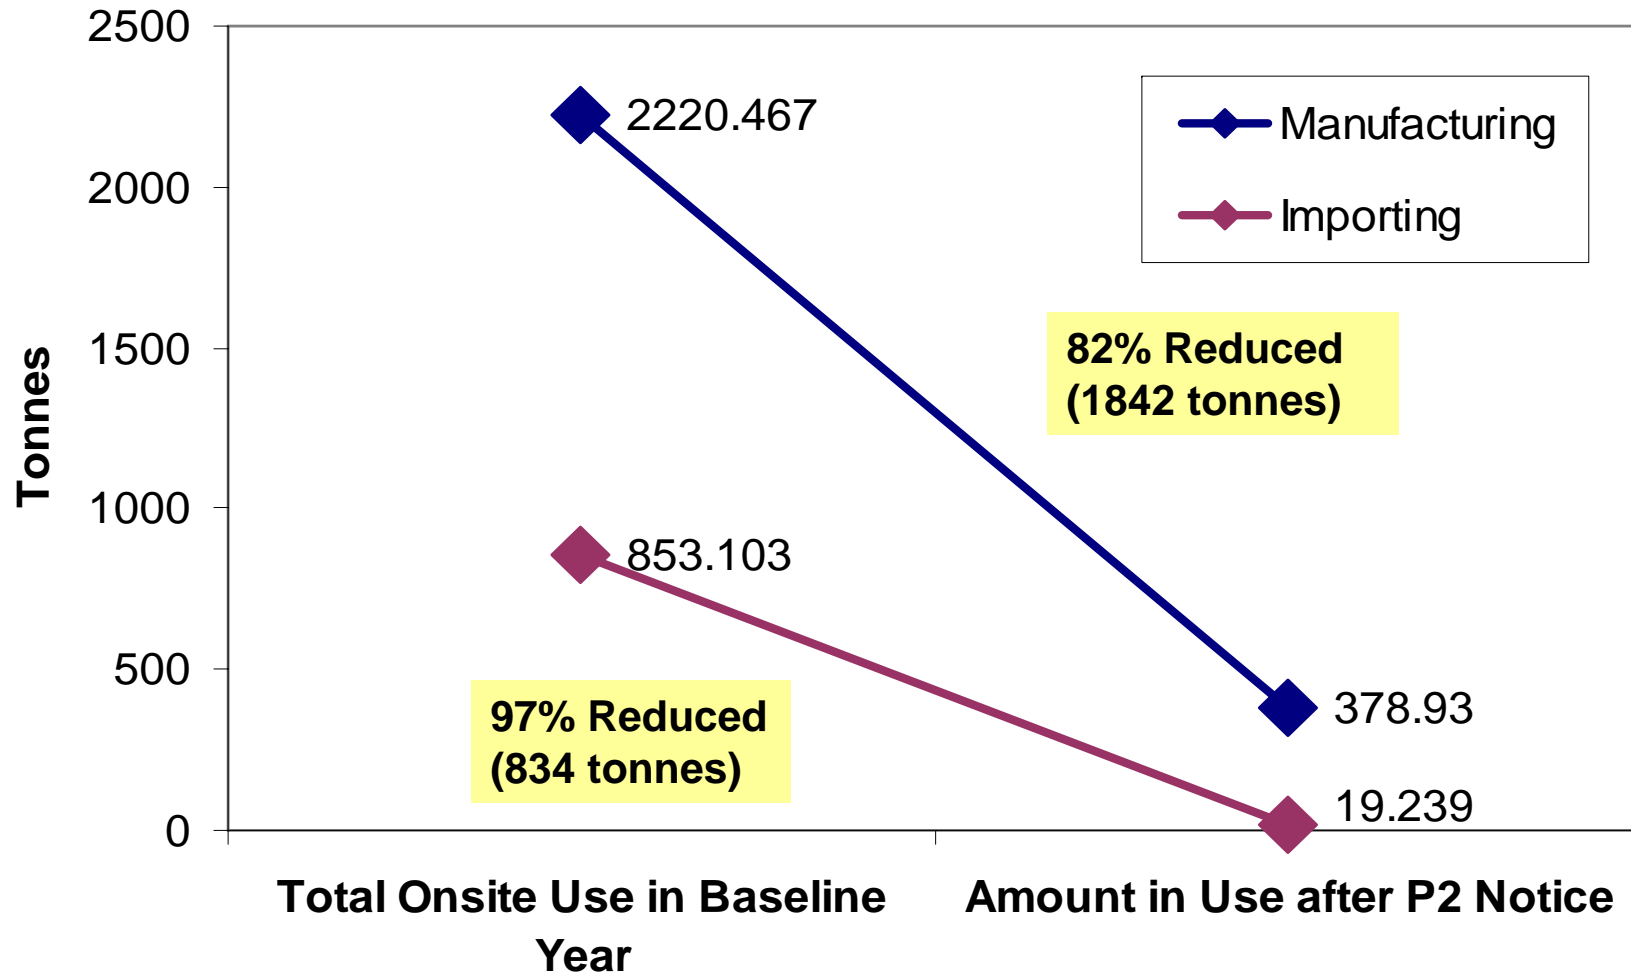 2500
2000
1500
1000
500
0
Tonnes
2220.467
853.103
378.93
19.239
Manufacturing
Importing
82% Reduced
(1842 tonnes)
97% Reduced
(834 tonnes)
Total Onsite Use in Baseline
Year
Amount in Use after P2 Notice